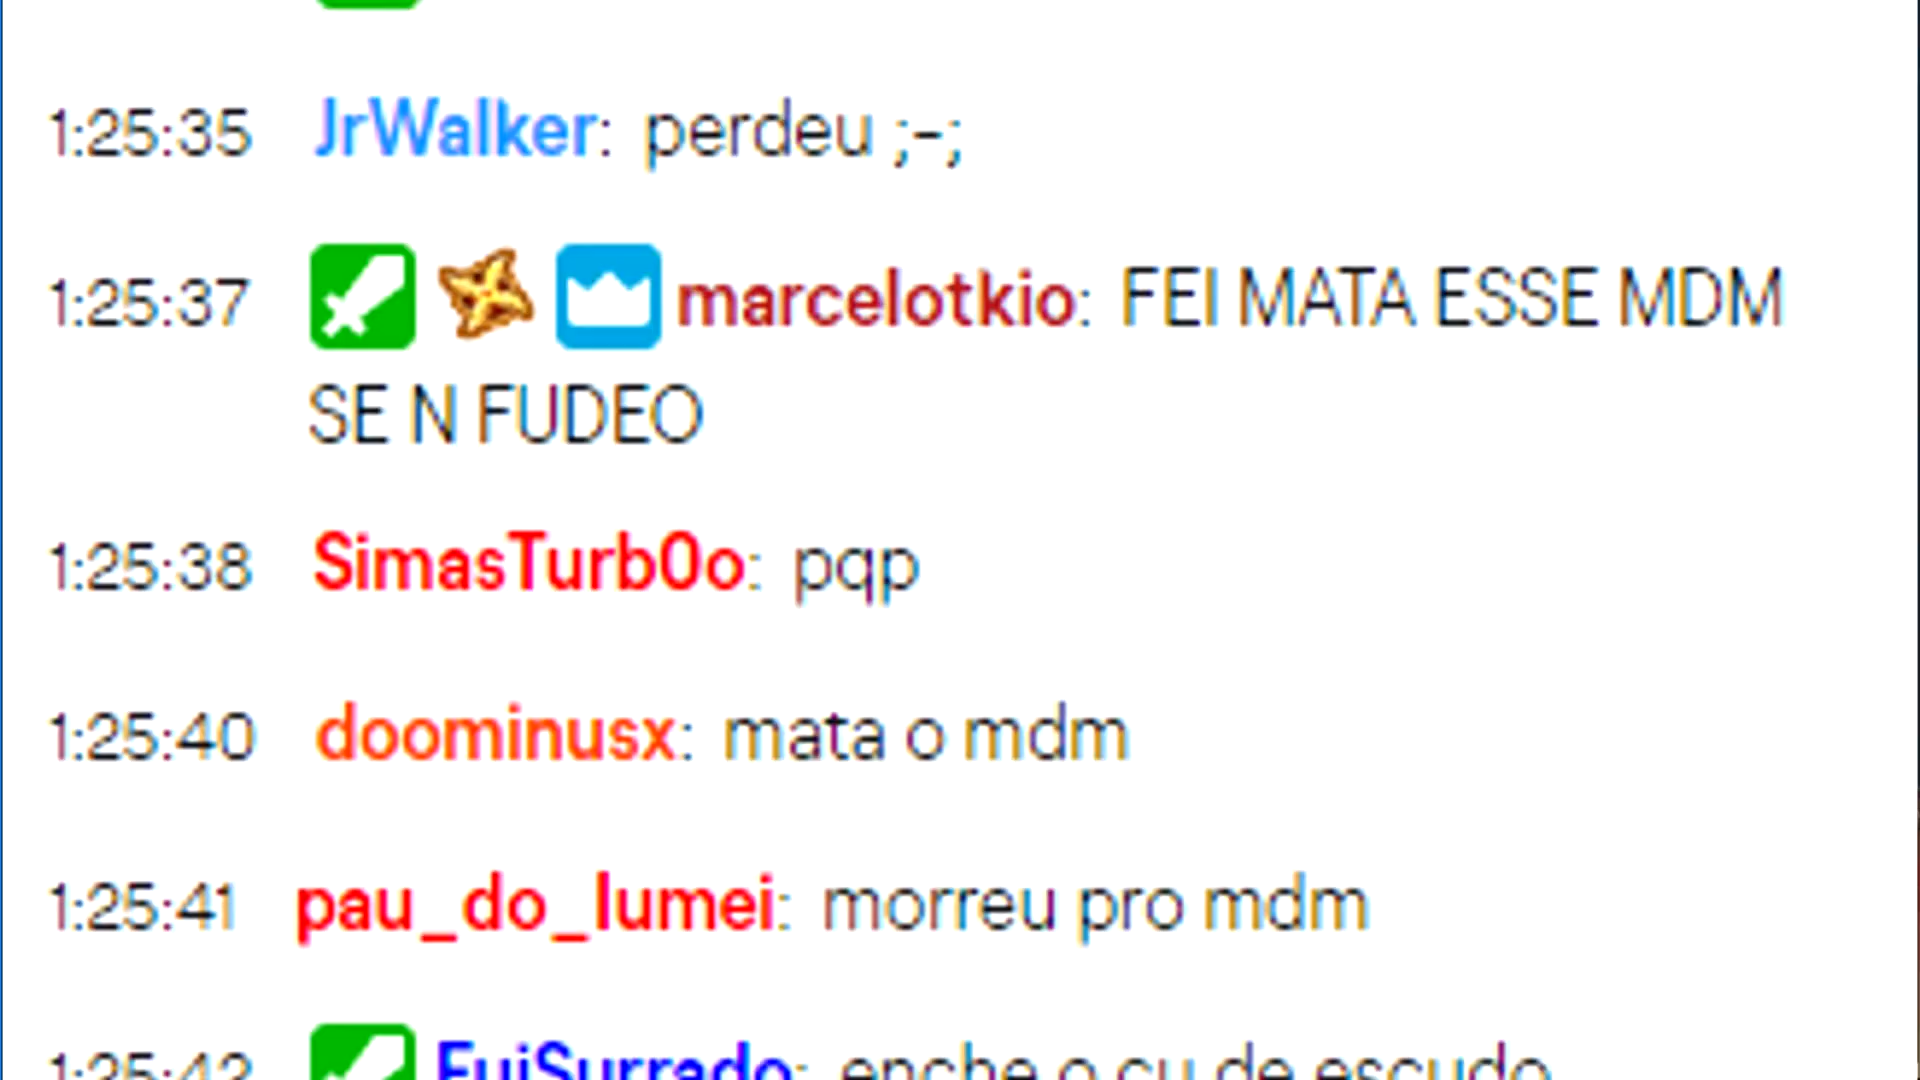 1:25:35 JrWalker: perdeu ;-;
1:25:37 marcelotkio: FEI MATA ESSE MDM
SE N FUDEO
1:25:38 SimasTurb0o: pqp
1:25:40 doominusx: mata o mdm
1:25:41 pau_do_lumei: morreu pro mdm
1:25:42 FuiSurrado: enche o cu de escudo